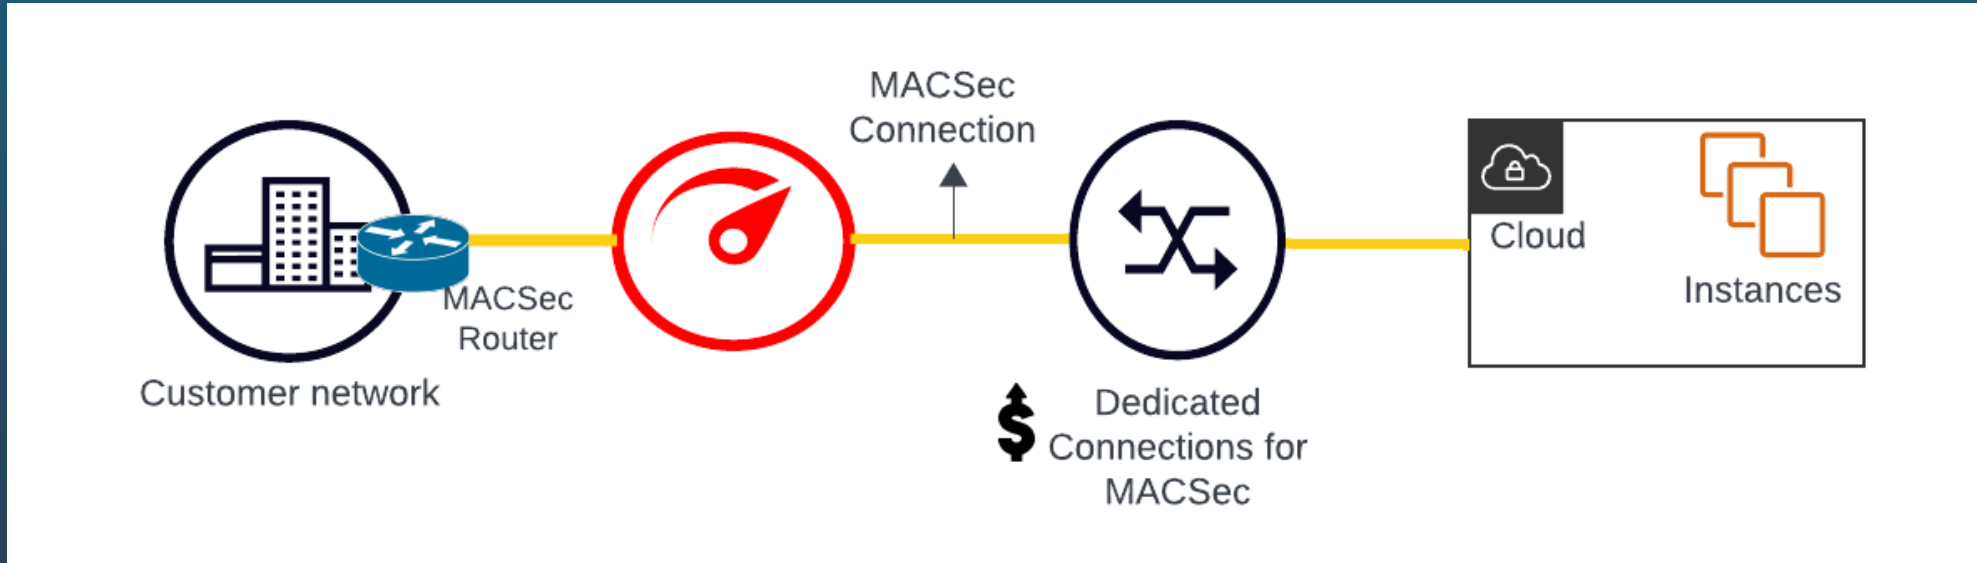 MACSec
Connection
MACSec
Router
Customer network
$
Dedicated
Connections for
MACSec
Cloud
Instances